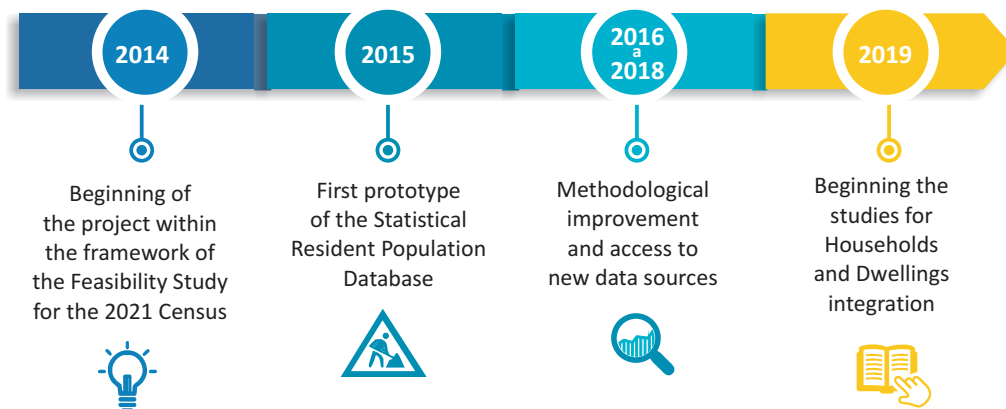 2014
Beginning of
the project within
the framework of
the Feasibility Study
for the 2021 Census
2015
First prototype
of the Statistical
Resident Population
Database
2016
a
2018
Methodological
improvement
and access to
new data sources
2019
Beginning the
studies for
Households
and Dwellings
integration